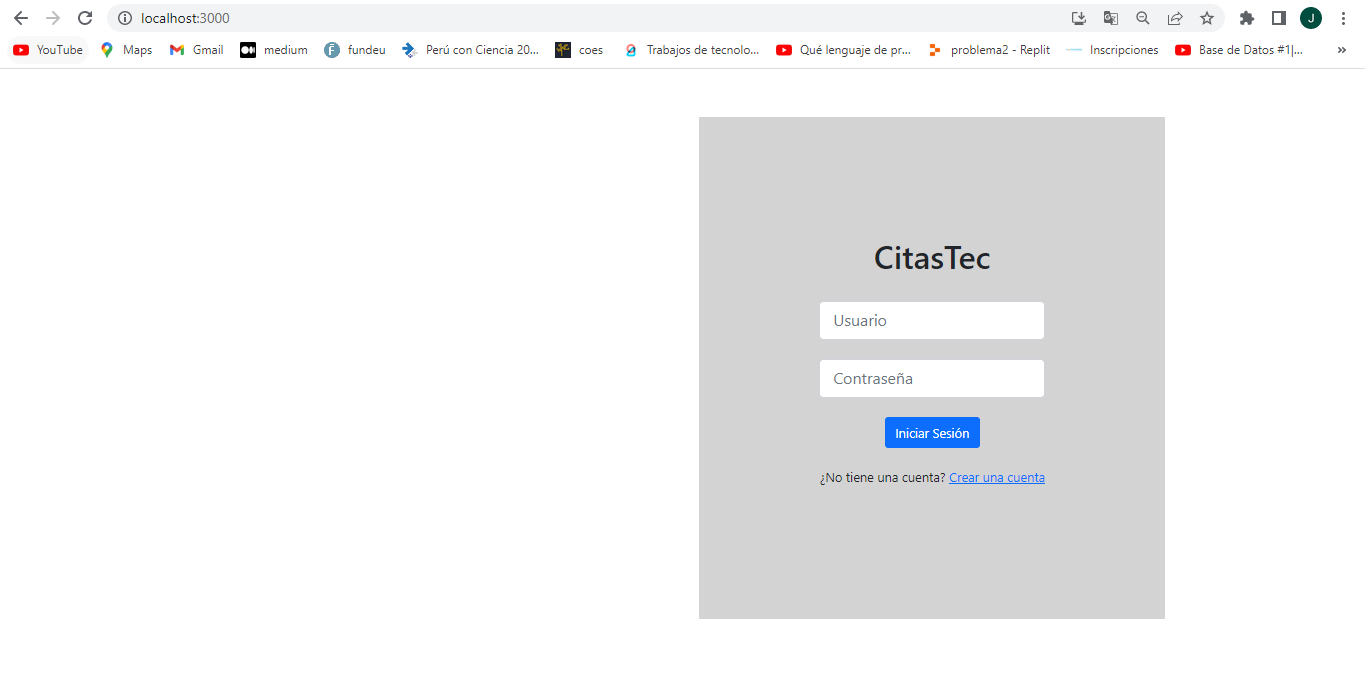 localhost:3000
YouTube Maps Gmail medium fundeu Perú con Ciencia 20... coes Trabajos de tecnolo... Qué lenguaje de pr... problema2 - Replit Inscripciones Base de Datos #1|... »
J
CitasTec
Usuario
Contraseña
Iniciar Sesión
¿No tiene una cuenta? Crear una cuenta